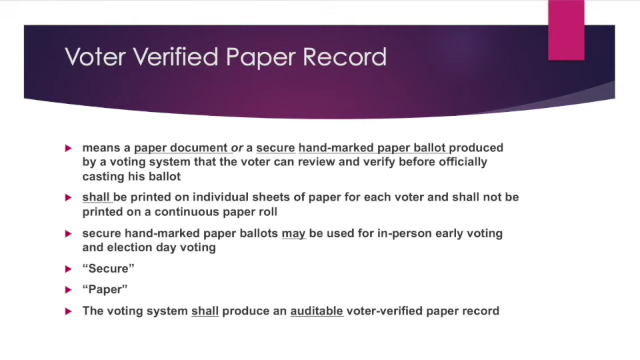 Voter Verified Paper Record
means a paper document or a secure hand-marked paper ballot produced
by a voting system that the voter can review and verify before officially
casting his ballot
shall be printed on individual sheets of paper for each voter and shall not be
printed on a continuous paper roll
secure hand-marked paper ballots may be used for in-person early voting
and election day voting
“Secure”
“Paper”
The voting system shall produce an auditable voter-verified paper record